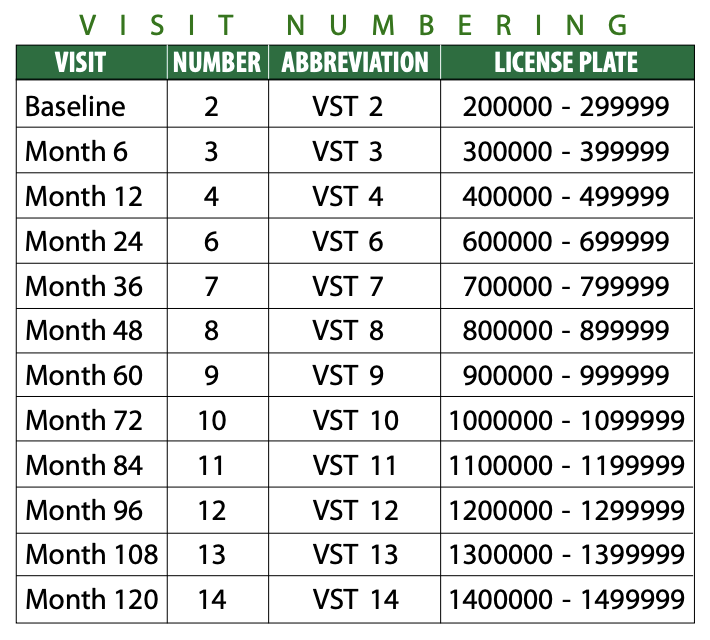 VISIT NUMBERING
VISIT NUMBER ABBREVIATION LICENSE PLATE
Baseline 2 VST 2 200000 - 299999
Month 6 3 VST 3 300000 - 399999
Month 12 4 VST 4 400000 - 499999
Month 24 6 VST 6 600000 - 699999
Month 36 7 VST 7 700000 - 799999
Month 48 8 VST 8 800000 - 899999
Month 60 9 VST 9 900000 - 999999
Month 72 10 VST 10 1000000 - 1099999
Month 84 11 VST 11 1100000 - 1199999
Month 96 12 VST 12 1200000 - 1299999
Month 108 13 VST 13 1300000 - 1399999
Month 120 14 VST 14 1400000 - 1499999